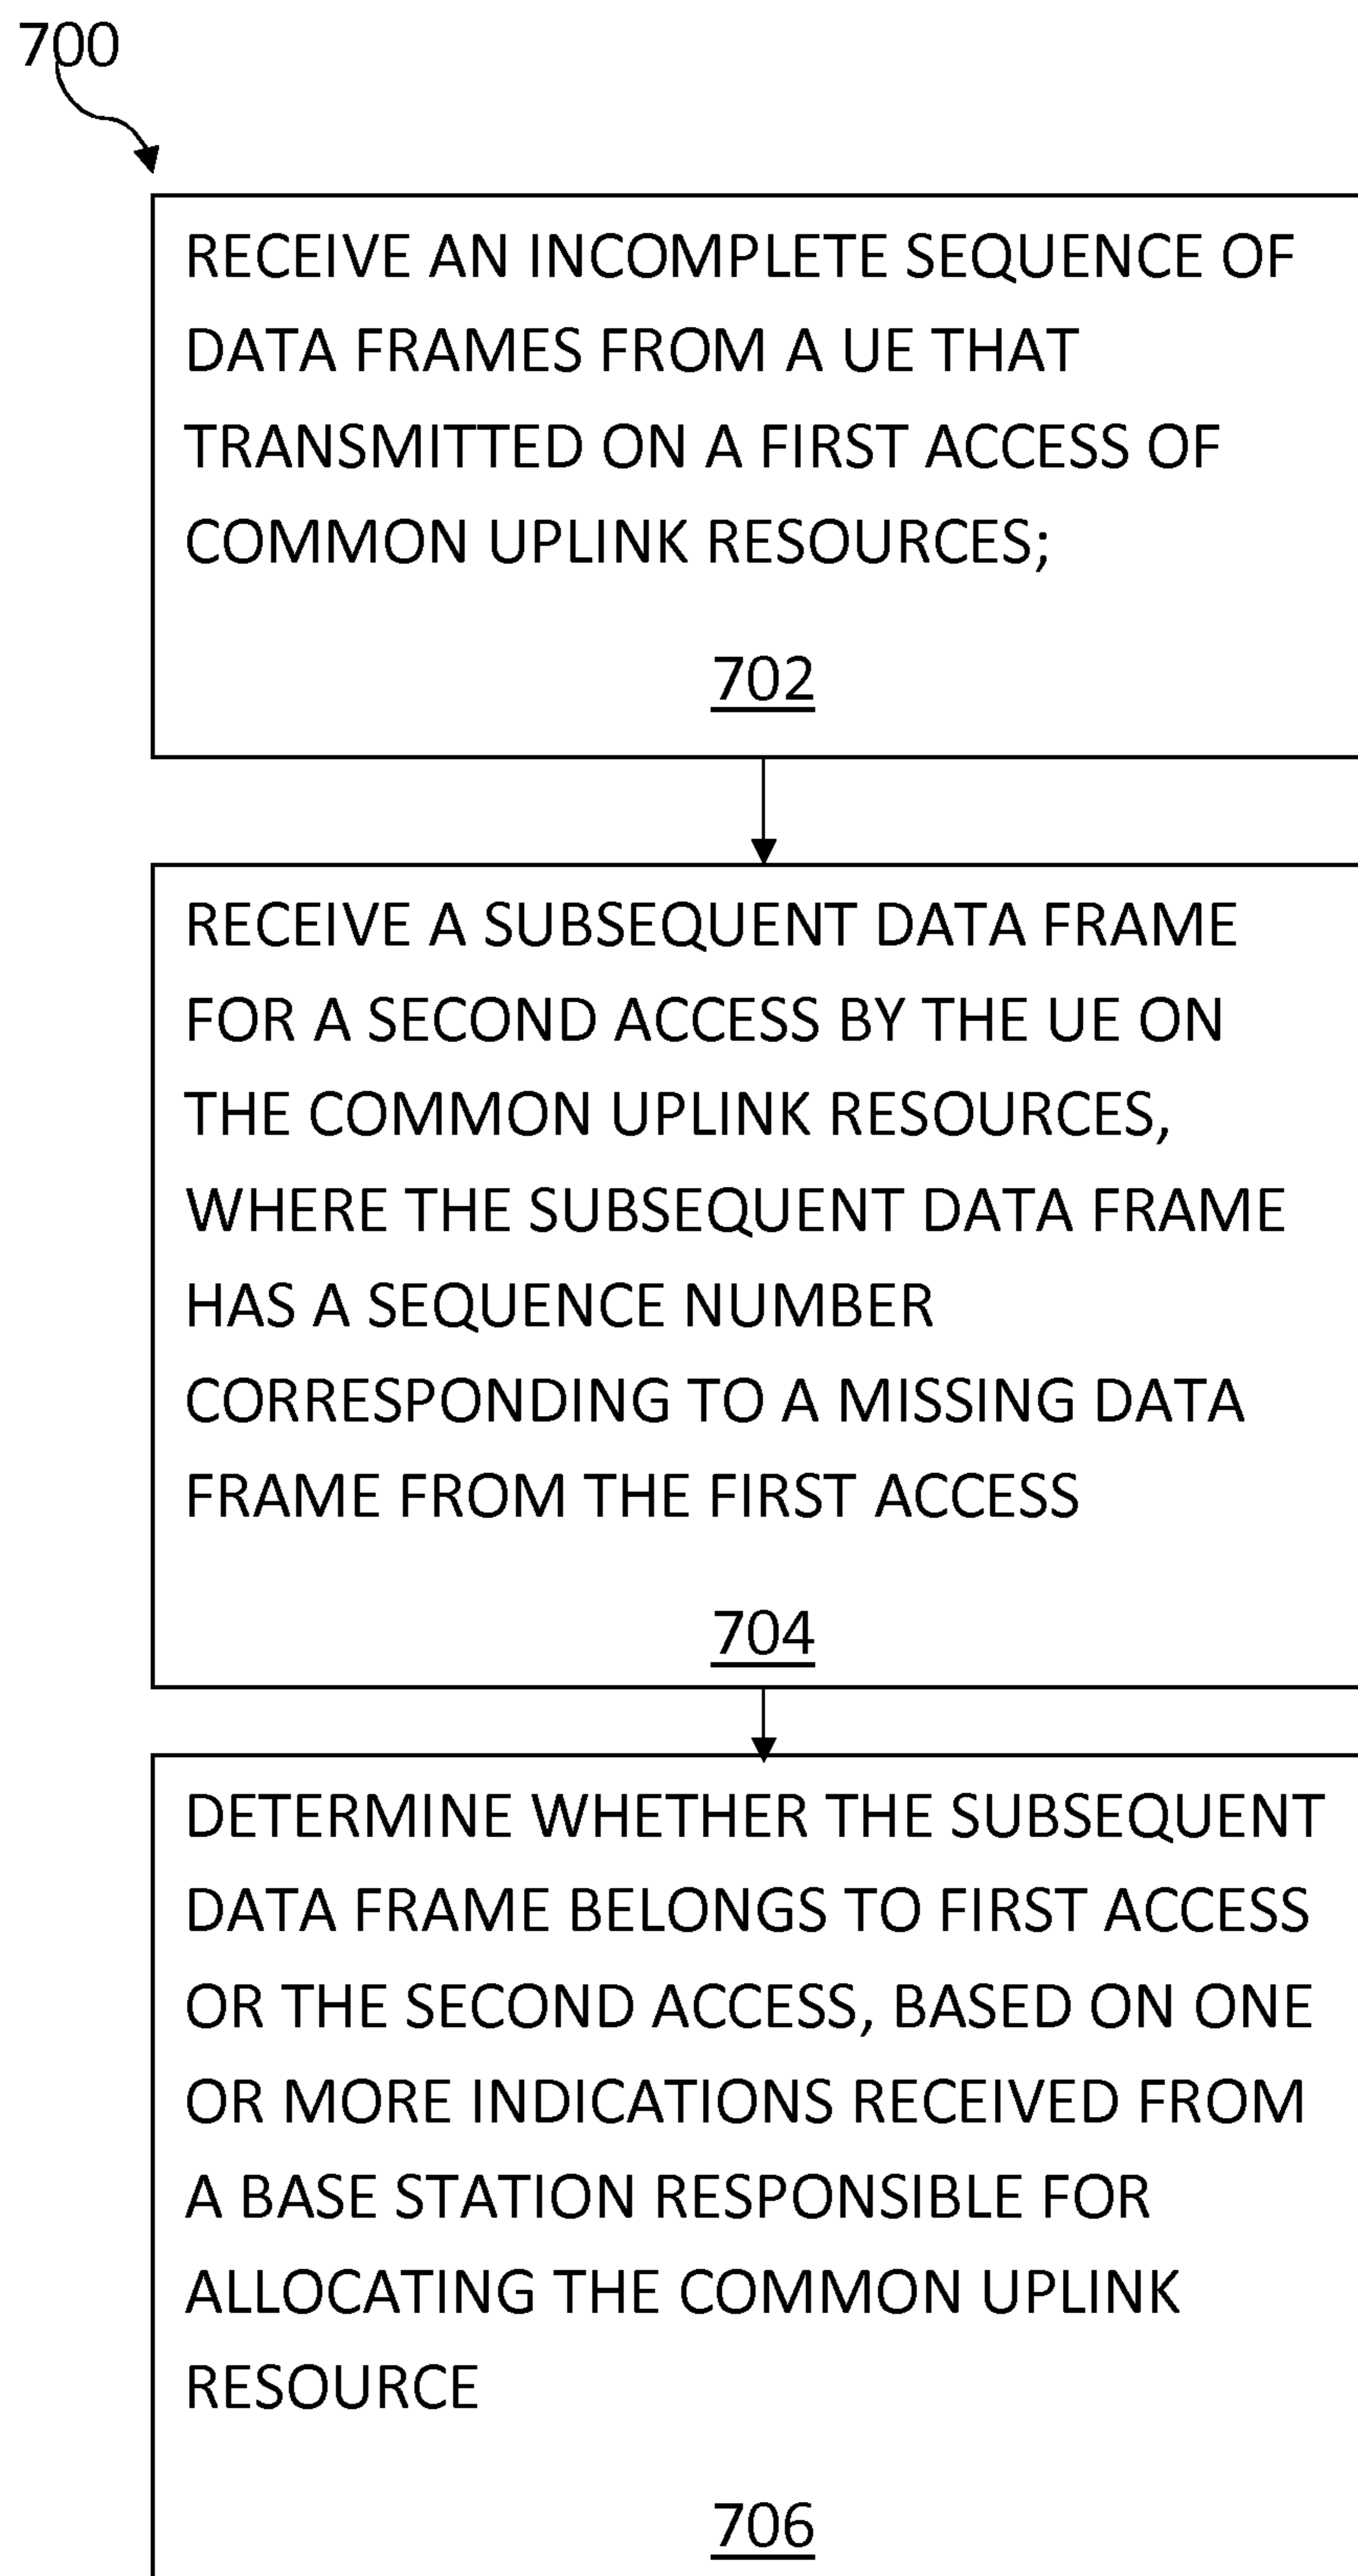 700
RECEIVE AN INCOMPLETE SEQUENCE OF
DATA FRAMES FROM A UE THAT
TRANSMITTED ON A FIRST ACCESS OF
COMMON UPLINK RESOURCES;
702
RECEIVE A SUBSEQUENT DATA FRAME
FOR A SECOND ACCESS BY THE UE ON
THE COMMON UPLINK RESOURCES,
WHERE THE SUBSEQUENT DATA FRAME
HAS A SEQUENCE NUMBER
CORRESPONDING TO A MISSING DATA
FRAME FROM THE FIRST ACCESS
704
DETERMINE WHETHER THE SUBSEQUENT
DATA FRAME BELONGS TO FIRST ACCESS
OR THE SECOND ACCESS, BASED ON ONE
OR MORE INDICATIONS RECEIVED FROM
A BASE STATION RESPONSIBLE FOR
ALLOCATING THE COMMON UPLINK
RESOURCE
706